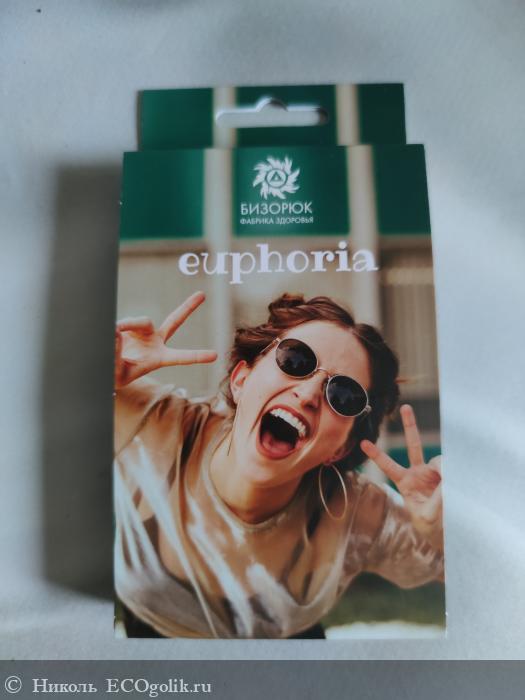 БИЗОРЮК
ФАБРИКА ЗДОРОВЬЯ
euphoria
© Николь ECOgolik.ru